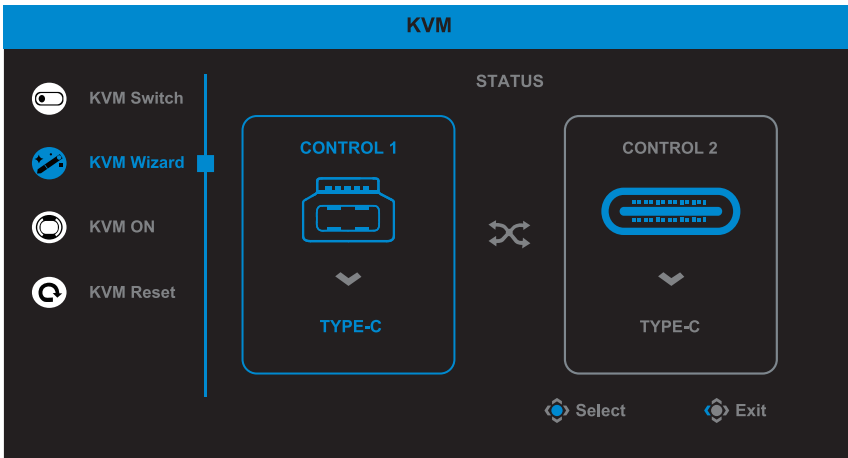 KVM
STATUS
KVM Switch
KVM Wizard
KVM ON
KVM Reset
CONTROL 1
TYPE-C
CONTROL 2
TYPE-C
Select
Exit